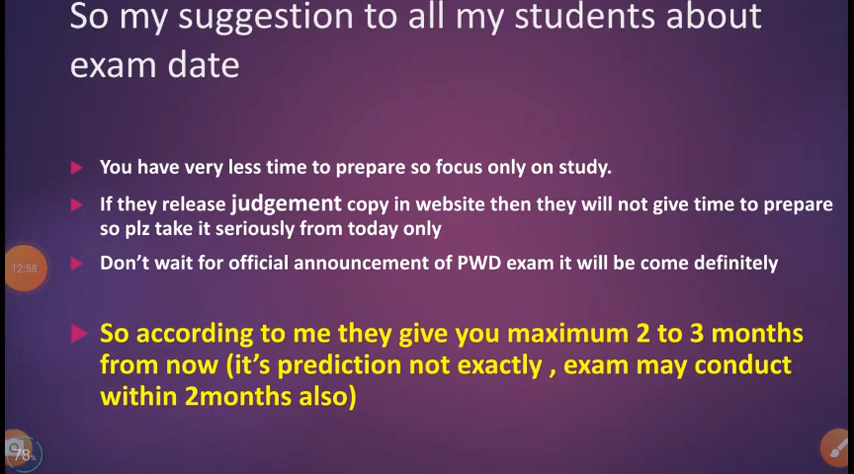 So my suggestion to all my students about
exam date
You have very less time to prepare so focus only on study.
If they release judgement copy in website then they will not give time to prepare
so plz take it seriously from today only
Don't wait for official announcement of PWD exam it will be come definitely
12:58
So according to me they give you maximum 2 to 3 months
from now (it's prediction not exactly , exam may conduct
within 2months also)
78%